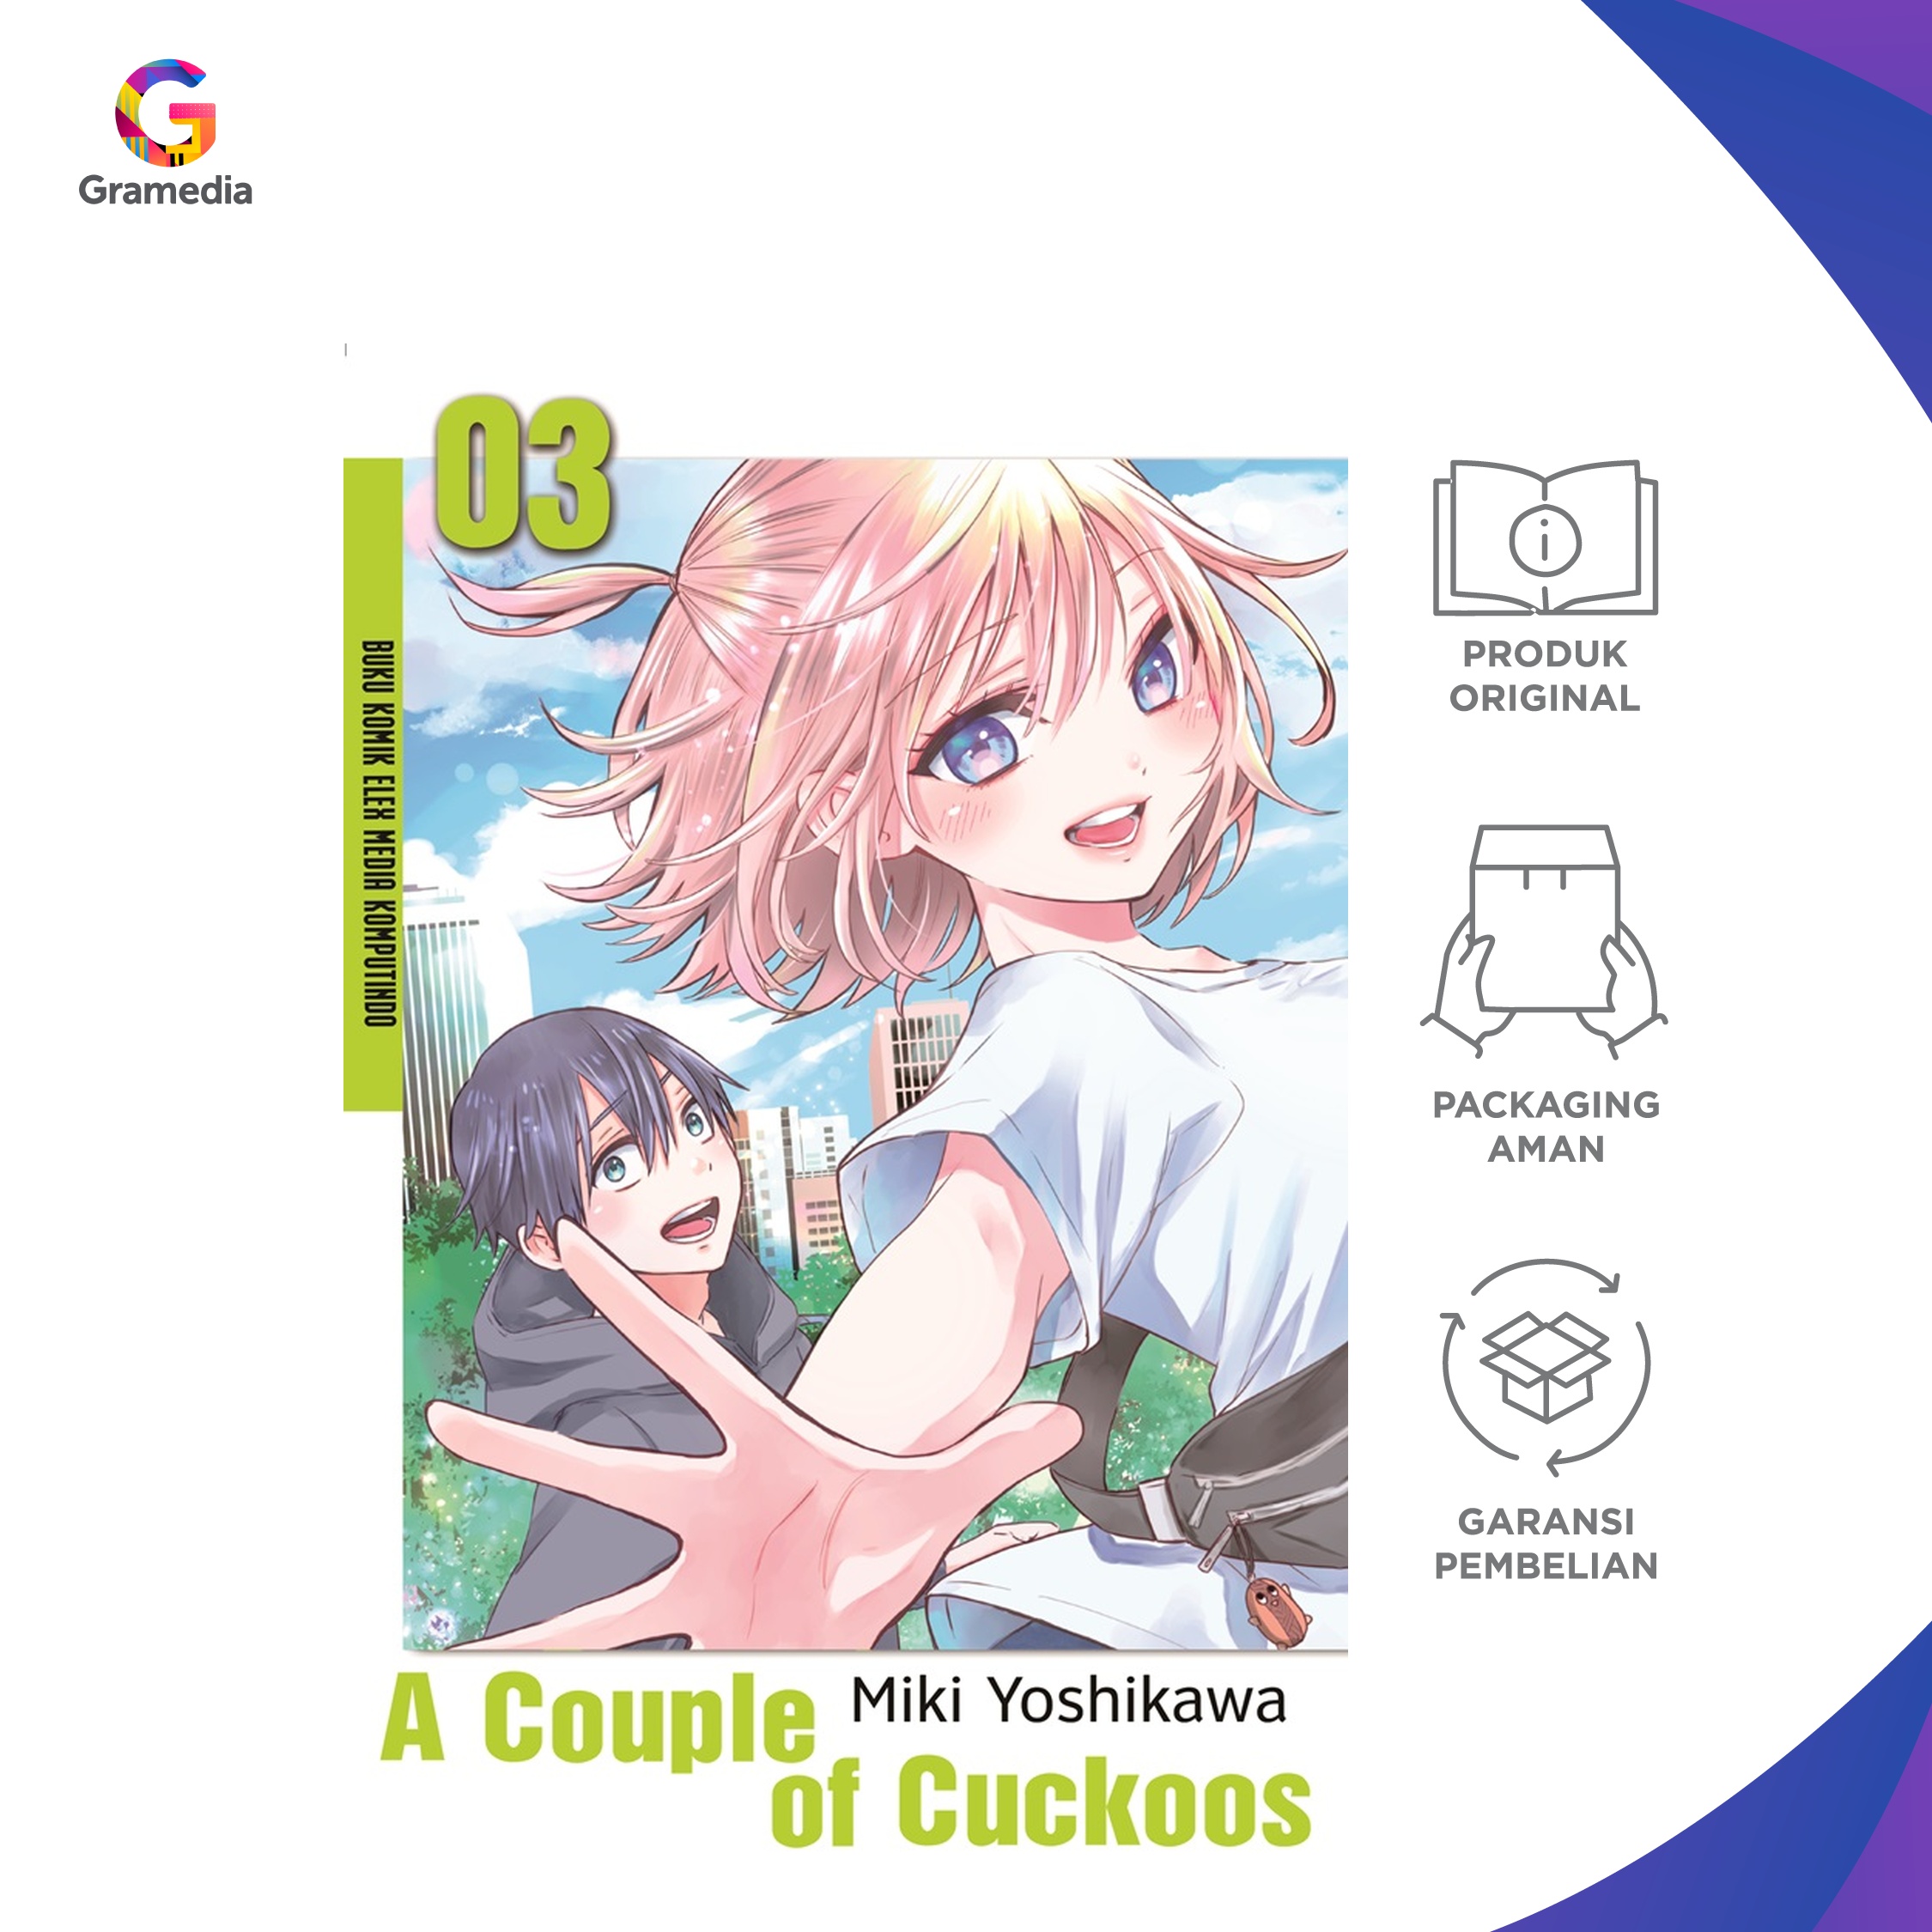 Gramedia
03
BUKU KOMIK ELEX MEDIA KOMPUTINDO
A Couple
Miki Yoshikawa
of Cuckoos
PRODUK
ORIGINAL
PACKAGING
AMAN
GARANSI
PEMBELIAN